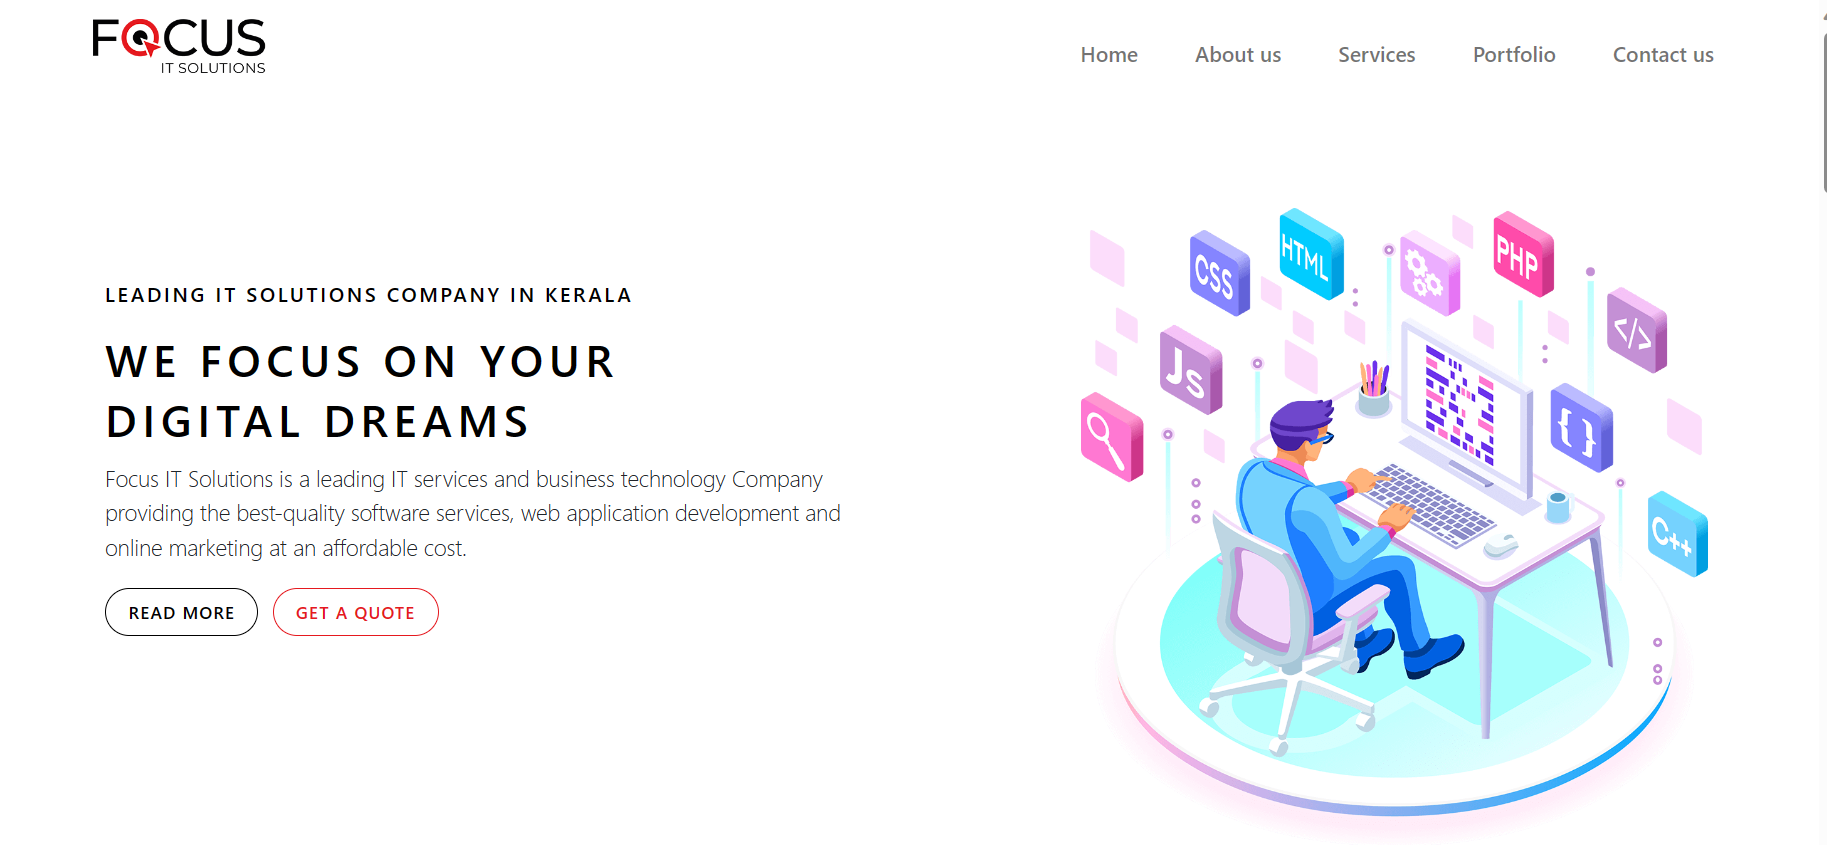 FOCUS
IT SOLUTIONS
Home About us Services Portfolio Contact us
LEADING IT SOLUTIONS COMPANY IN KERALA
WE FOCUS ON YOUR
DIGITAL DREAMS
Focus IT Solutions is a leading IT services and business technology Company
providing the best-quality software services, web application development and
online marketing at an affordable cost.
READ MORE GET A QUOTE
CSS
HTML
PHP
</>
Js
{ }
C++